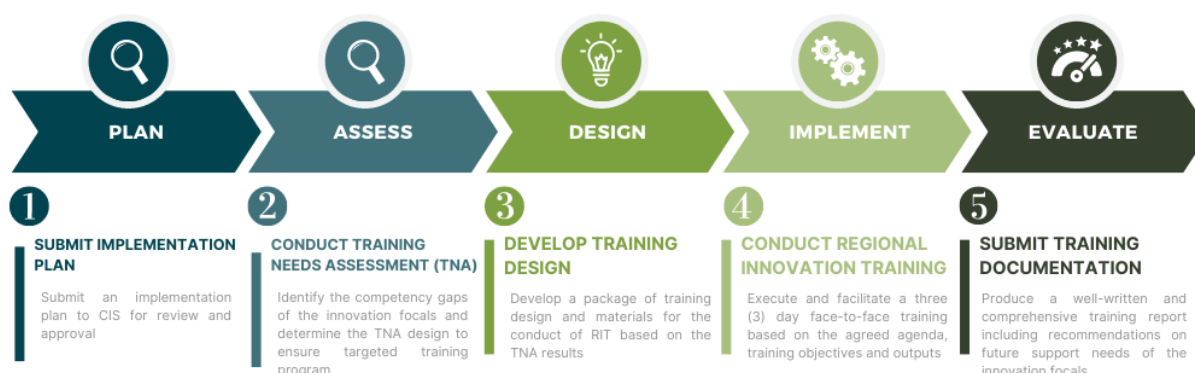 PLAN
ASSESS
DESIGN
IMPLEMENT
EVALUATE
1
SUBMIT IMPLEMENTATION
PLAN
Submit an implementation
plan to CIS for review and
approval
2
CONDUCT TRAINING
NEEDS ASSESSMENT (TNA)
Identify the competency gaps
of the innovation focals and
determine the TNA design to
ensure targeted training
program
3
DEVELOP TRAINING
DESIGN
Develop a package of training
design and materials for the
conduct of RIT based on the
TNA results
4
CONDUCT REGIONAL
INNOVATION TRAINING
Execute and facilitate a three
(3) day face-to-face training
based on the agreed agenda,
training objectives and outputs
5
SUBMIT TRAINING
DOCUMENTATION
Produce a well-written and
comprehensive training report
including recommendations on
future support needs of the
innovation focals